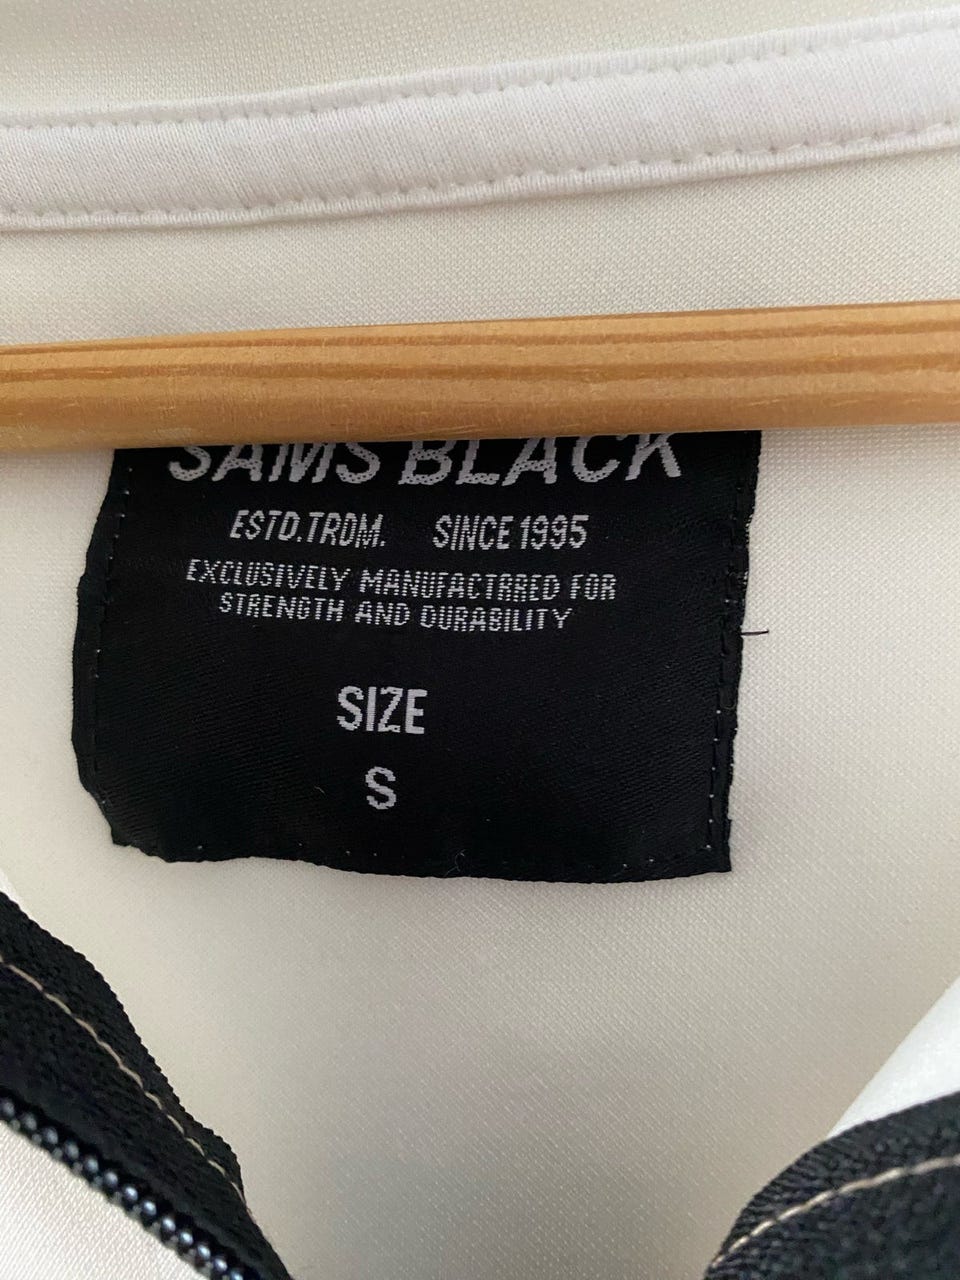 SAMS BLACK
ESTD.TRDM. SINCE 1995
EXCLUSIVELY MANUFACTRRED FOR
STRENGTH AND DURABILITY
SIZE
S